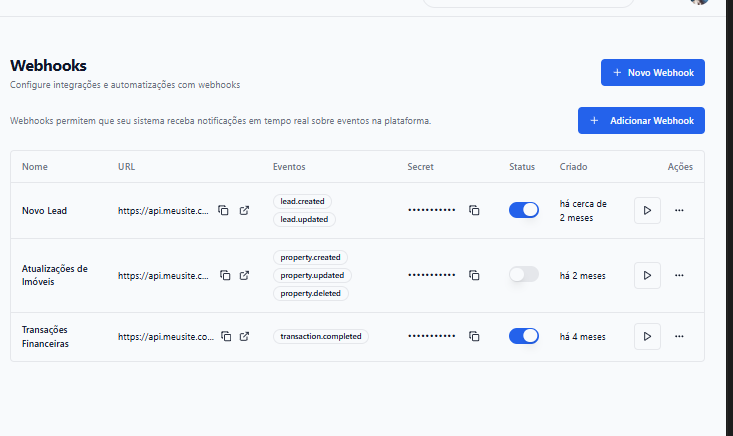 Webhooks
Configure integrações e automatizações com webhooks
+ Novo Webhook
Webhooks permitem que seu sistema receba notificações em tempo real sobre eventos na plataforma.
+ Adicionar Webhook
Nome URL Eventos Secret Status Criado Ações
Novo Lead https://api.meusite.c... lead.created ••••••••••• há cerca de
lead.updated 2 meses
Atualizações de https://api.meusite.c... property.created ••••••••••• há 2 meses
Imóveis property.updated
property.deleted
Transações https://api.meusite.co... transaction.completed ••••••••••• há 4 meses
Financeiras